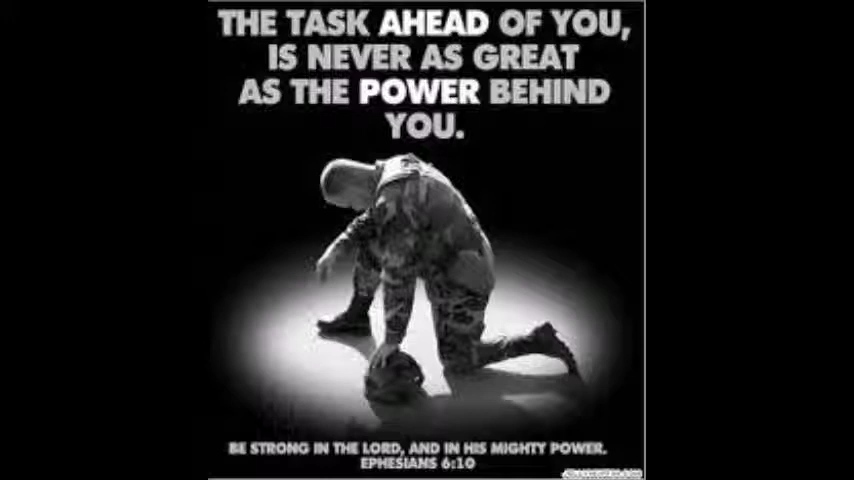 THE TASK AHEAD OF YOU,
IS NEVER AS GREAT
AS THE POWER BEHIND
YOU.
BE STRONG IN THE LORD, AND IN HIS MIGHTY POWER.
EPHESIANS 6:10